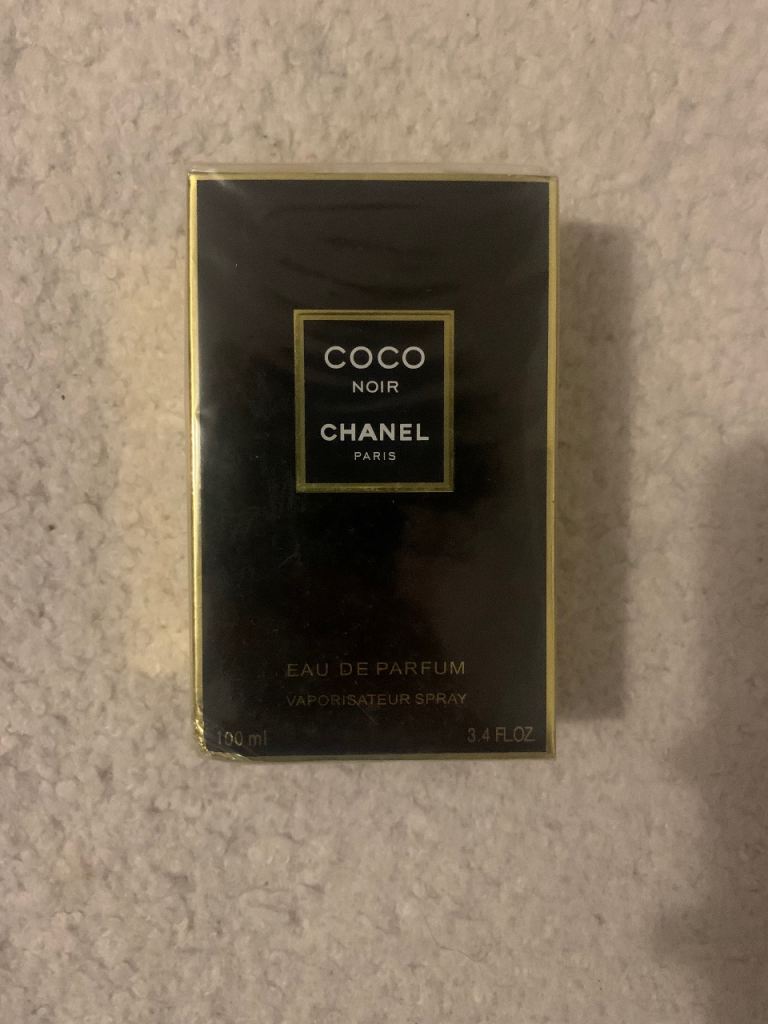 COCO
NOIR
CHANEL
PARIS
EAU DE PARFUM
VAPORISATEUR SPRAY
100 ml 3.4 FL.OZ